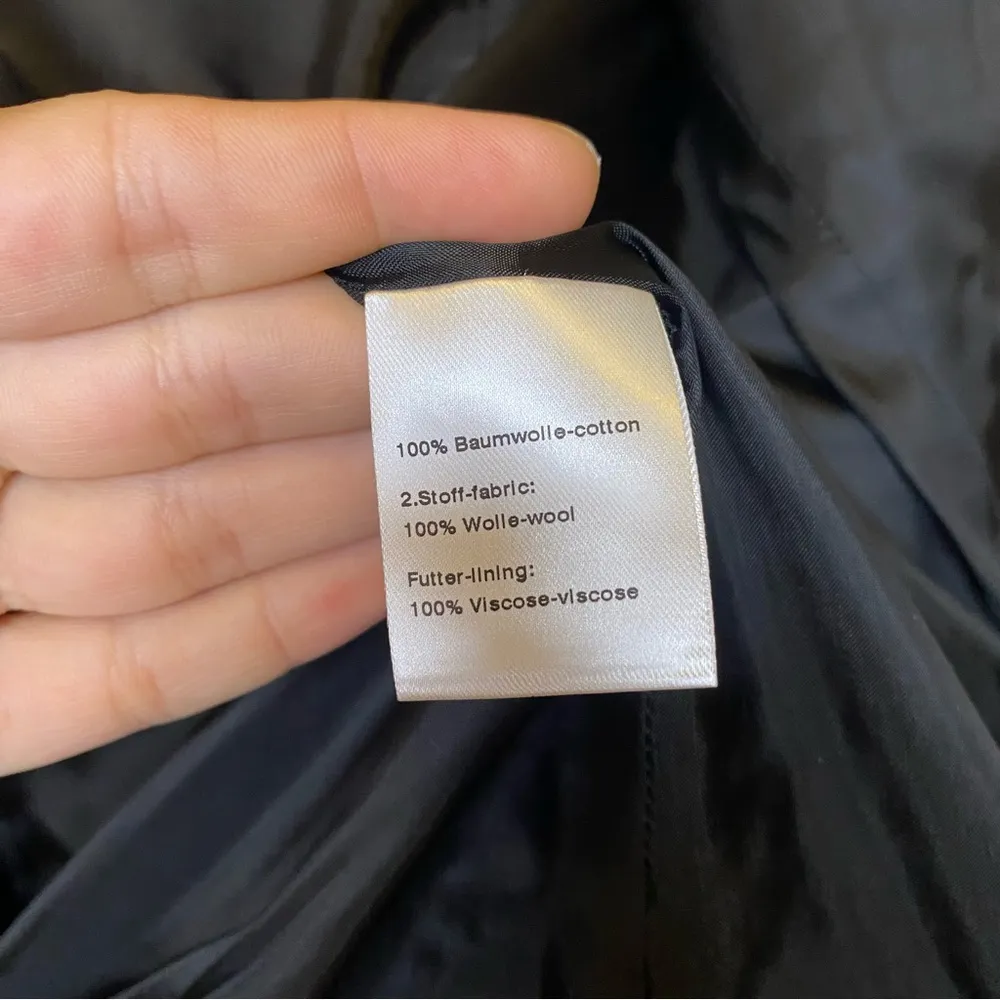 100% Baumwolle-cotton
2.Stoff-fabric:
100% Wolle-wool
Futter-lining:
100% Viscose-viscose